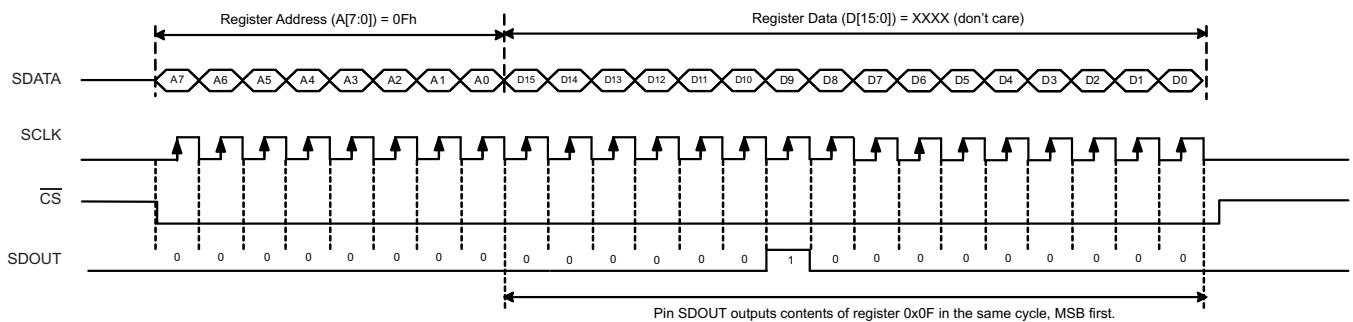 Register Address (A[7:0]) = 0Fh Register Data (D[15:0]) = XXXX (don't care)
SDATA A7 A6 A5 A4 A3 A2 A1 A0 D15 D14 D13 D12 D11 D10 D9 D8 D7 D6 D5 D4 D3 D2 D1 D0
SCLK
CS
SDOUT 0 0 0 0 0 0 0 0 0 0 0 0 0 0 1 0 0 0 0 0 0 0 0 0
Pin SDOUT outputs contents of register 0x0F in the same cycle, MSB first.